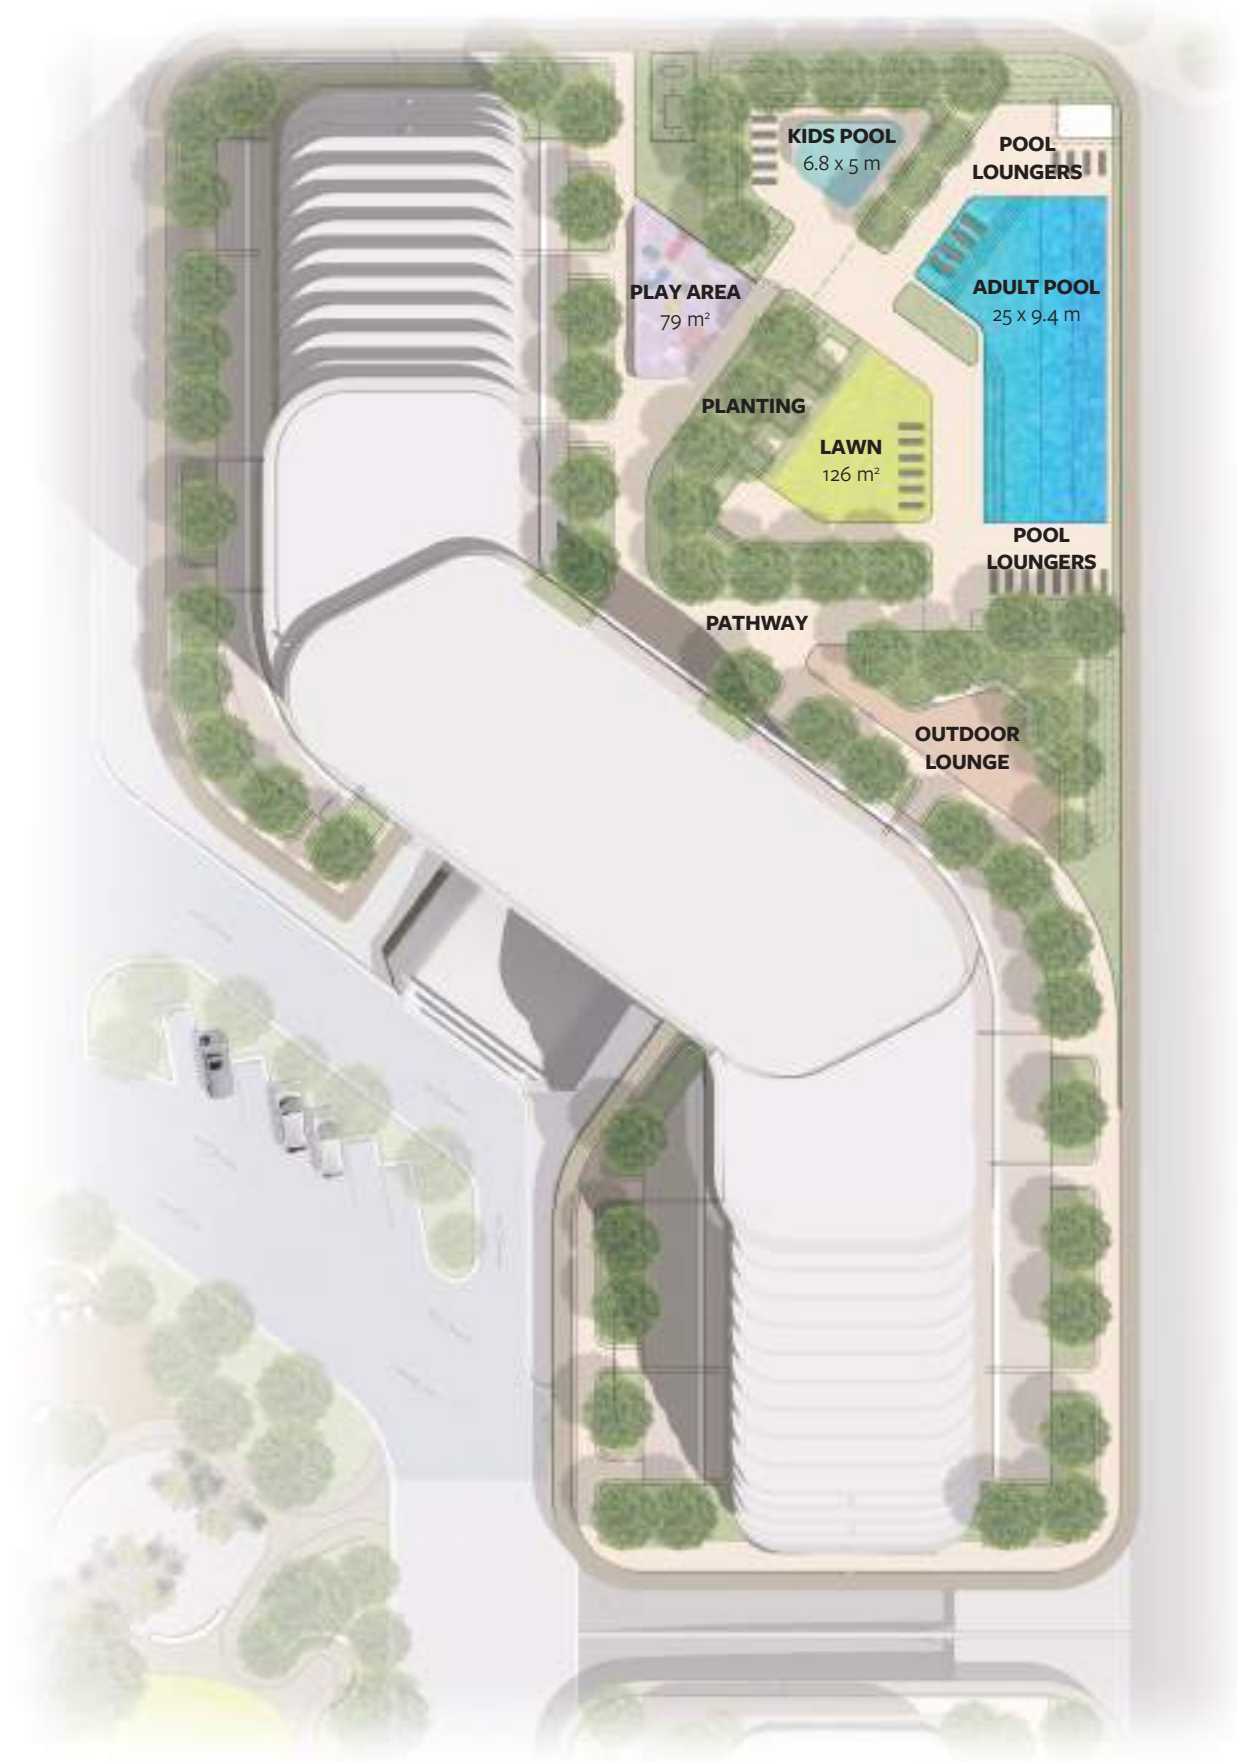 KIDS POOL
6.8 x 5 m
POOL
LOUNGERS
PLAY AREA
79 m²
ADULT POOL
25 x 9.4 m
PLANTING
LAWN
126 m²
POOL
LOUNGERS
PATHWAY
OUTDOOR
LOUNGE